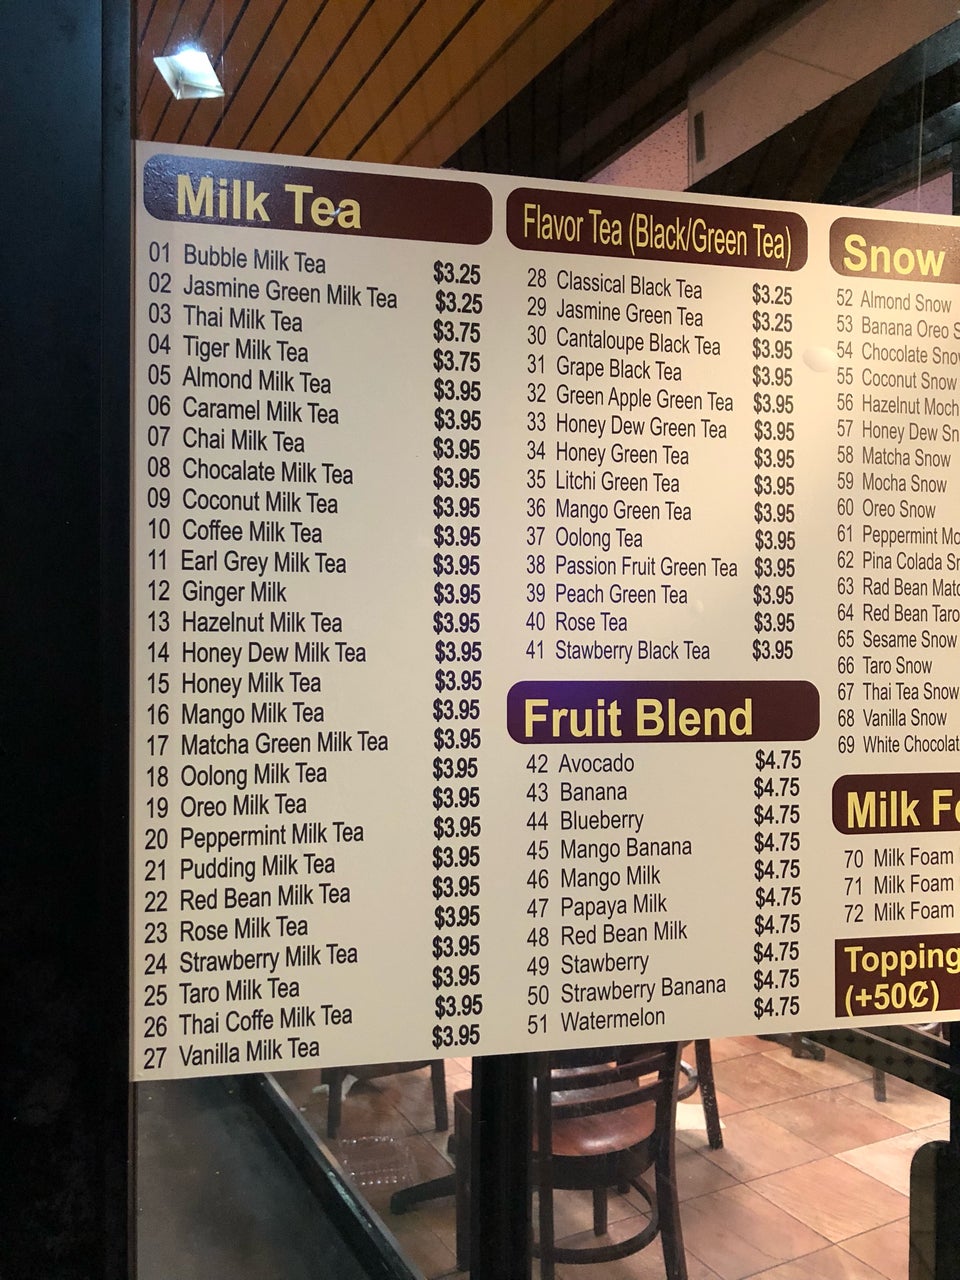 Milk Tea
01 Bubble Milk Tea $3.25
02 Jasmine Green Milk Tea $3.25
03 Thai Milk Tea $3.75
04 Tiger Milk Tea $3.75
05 Almond Milk Tea $3.95
06 Caramel Milk Tea $3.95
07 Chai Milk Tea $3.95
08 Chocalate Milk Tea $3.95
09 Coconut Milk Tea $3.95
10 Coffee Milk Tea $3.95
11 Earl Grey Milk Tea $3.95
12 Ginger Milk $3.95
13 Hazelnut Milk Tea $3.95
14 Honey Dew Milk Tea $3.95
15 Honey Milk Tea $3.95
16 Mango Milk Tea $3.95
17 Matcha Green Milk Tea $3.95
18 Oolong Milk Tea $3.95
19 Oreo Milk Tea $3.95
20 Peppermint Milk Tea $3.95
21 Pudding Milk Tea $3.95
22 Red Bean Milk Tea $3.95
23 Rose Milk Tea $3.95
24 Strawberry Milk Tea $3.95
25 Taro Milk Tea $3.95
26 Thai Coffe Milk Tea $3.95
27 Vanilla Milk Tea $3.95
Flavor Tea (Black/Green Tea)
28 Classical Black Tea $3.25
29 Jasmine Green Tea $3.25
30 Cantaloupe Black Tea $3.95
31 Grape Black Tea $3.95
32 Green Apple Green Tea $3.95
33 Honey Dew Green Tea $3.95
34 Honey Green Tea $3.95
35 Litchi Green Tea $3.95
36 Mango Green Tea $3.95
37 Oolong Tea $3.95
38 Passion Fruit Green Tea $3.95
39 Peach Green Tea $3.95
40 Rose Tea $3.95
41 Stawberry Black Tea $3.95
Fruit Blend
42 Avocado $4.75
43 Banana $4.75
44 Blueberry $4.75
45 Mango Banana $4.75
46 Mango Milk $4.75
47 Papaya Milk $4.75
48 Red Bean Milk $4.75
49 Stawberry $4.75
50 Strawberry Banana $4.75
51 Watermelon $4.75
Snow
52 Almond Snow
53 Banana Oreo S
54 Chocolate Snow
55 Coconut Snow
56 Hazelnut Moch
57 Honey Dew Sn
58 Matcha Snow
59 Mocha Snow
60 Oreo Snow
61 Peppermint Mo
62 Pina Colada Sn
63 Rad Bean Matc
64 Red Bean Taro
65 Sesame Snow
66 Taro Snow
67 Thai Tea Snow
68 Vanilla Snow
69 White Chocolat
Milk Fo
70 Milk Foam
71 Milk Foam
72 Milk Foam
Topping
(+50₵)